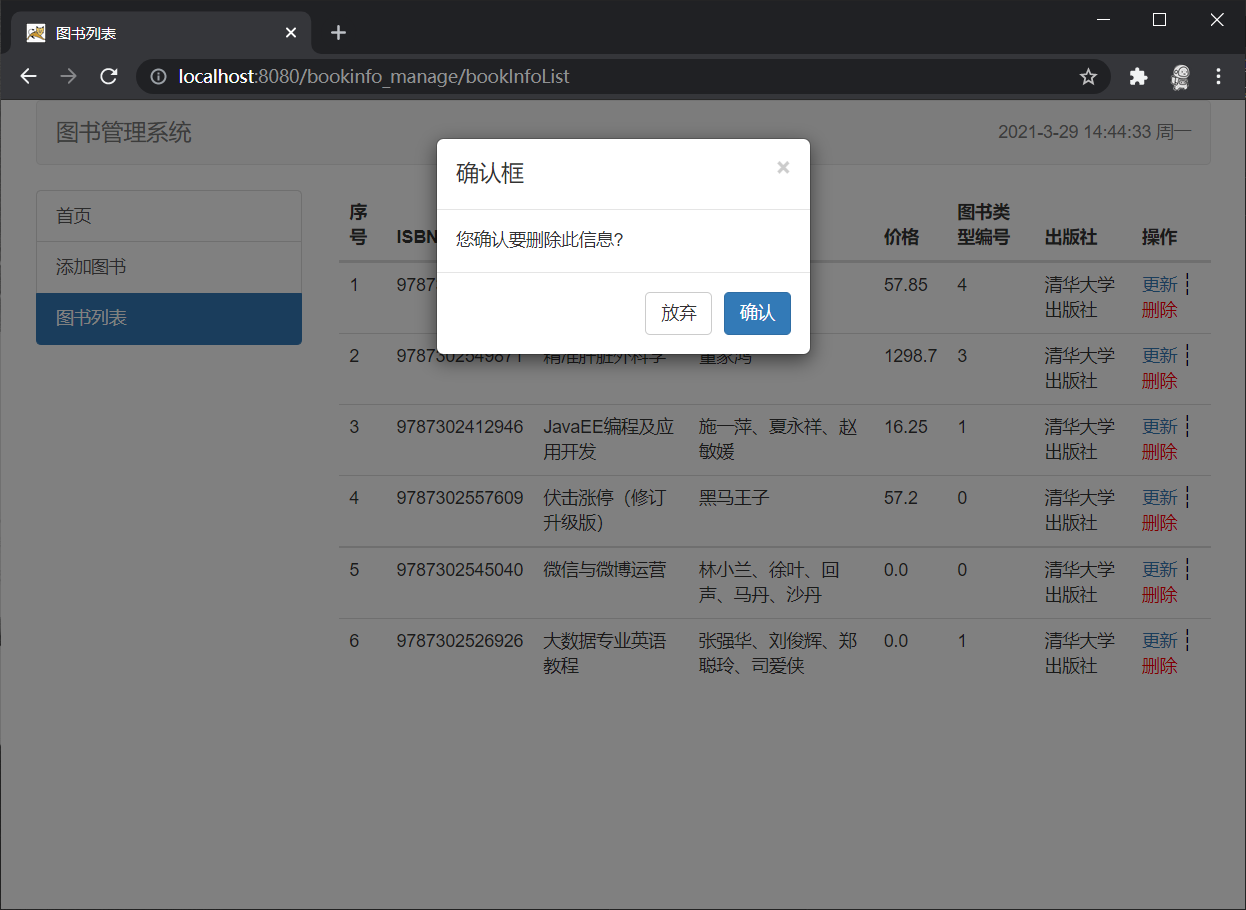 图书列表
localhost:8080/bookinfo_manage/bookInfoList
图书管理系统
2021-3-29 14:44:33 周一
确认框
×
您确认要删除此信息?
放弃 确认
首页
添加图书
图书列表
序号 ISBN 价格 图书类型编号 出版社 操作
1 9787 57.85 4 清华大学 更新 ¦
出版社 删除
2 9787302549871 精准肝脏外科学 董家鸿 1298.7 3 清华大学 更新 ¦
出版社 删除
3 9787302412946 JavaEE编程及应 施一萍、夏永祥、赵 16.25 1 清华大学 更新 ¦
用开发 敏媛 出版社 删除
4 9787302557609 伏击涨停（修订 黑马王子 57.2 0 清华大学 更新 ¦
升级版） 出版社 删除
5 9787302545040 微信与微博运营 林小兰、徐叶、回 0.0 0 清华大学 更新 ¦
声、马丹、沙丹 出版社 删除
6 9787302526926 大数据专业英语 张强华、刘俊辉、郑 0.0 1 清华大学 更新 ¦
教程 聪玲、司爱侠 出版社 删除